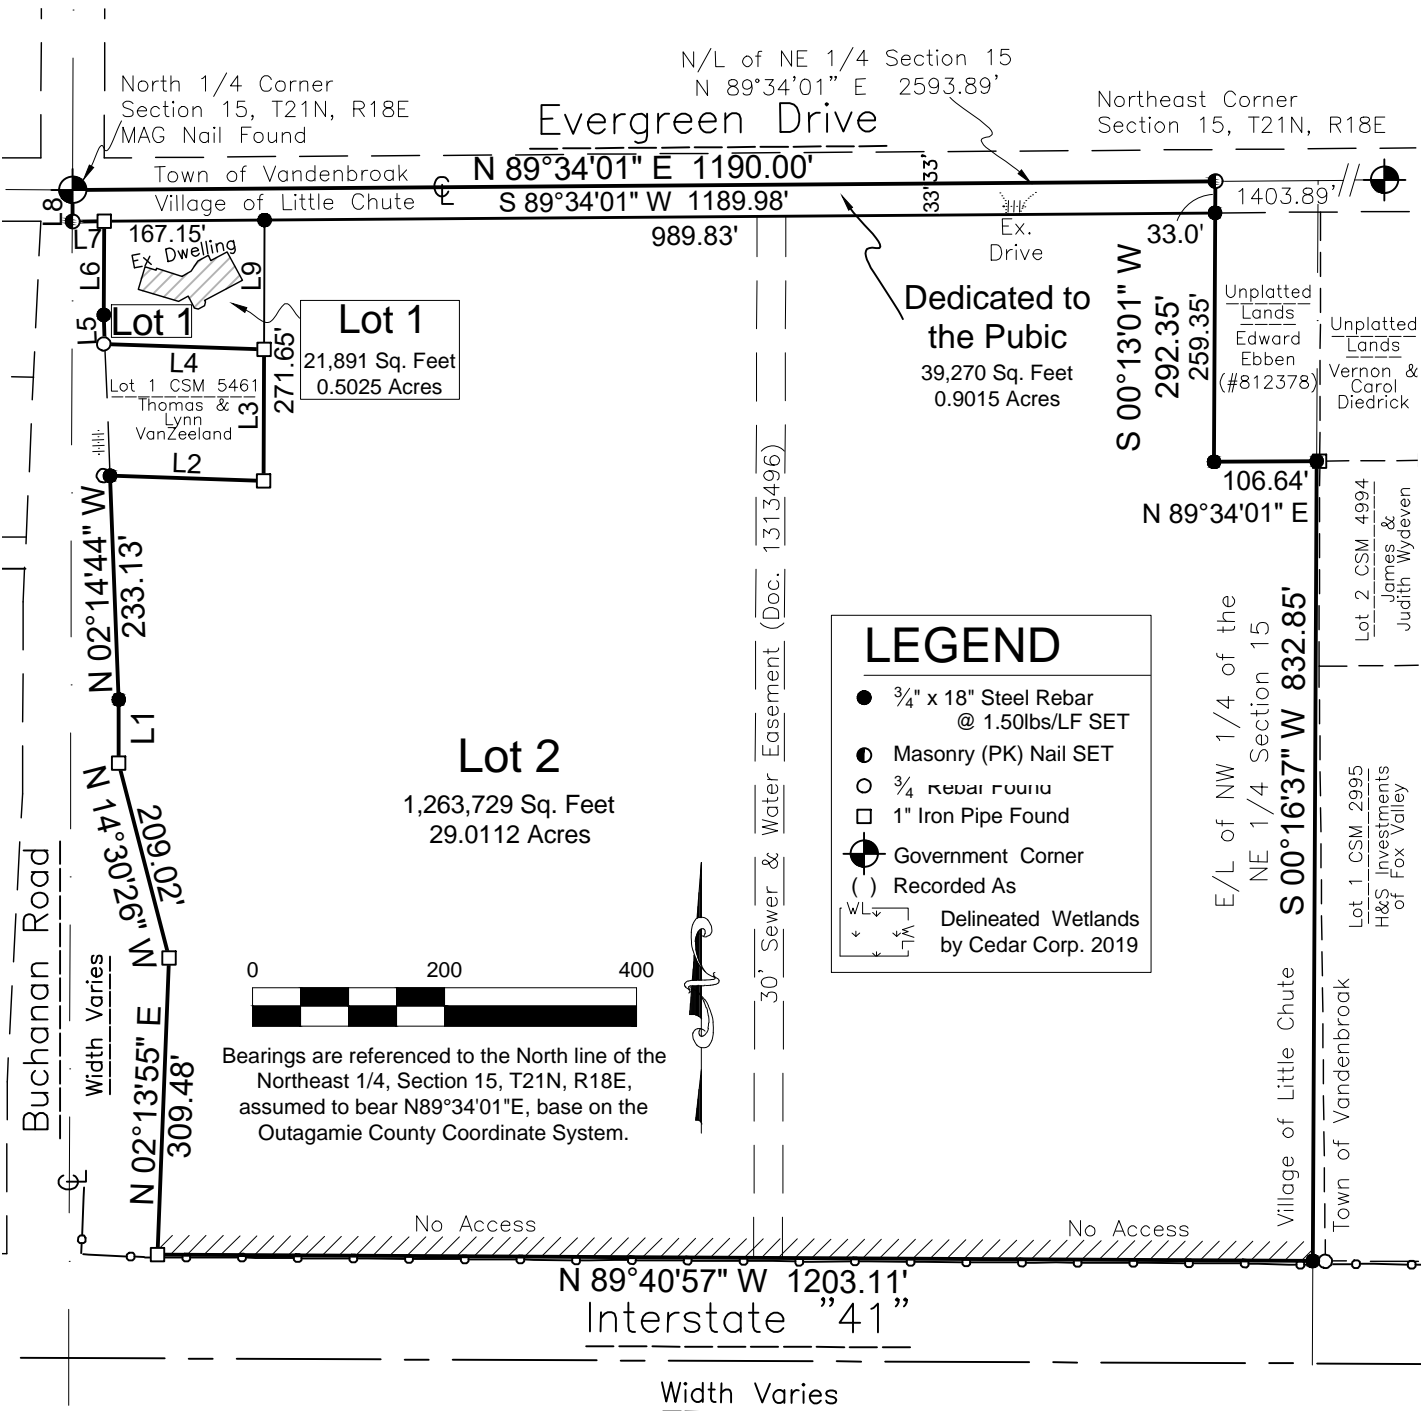 N/L of NE 1/4 Section 15
N 89°34'01" E 2593.89'
North 1/4 Corner
Section 15, T21N, R18E
MAG Nail Found
Northeast Corner
Section 15, T21N, R18E
Evergreen Drive
N 89°34'01" E 1190.00'
Town of Vandenbroak
Village of Little Chute
S 89°34'01" W 1189.98'
33'
33'
1403.89'
L8
L7
167.15'
989.83'
33.0'
Ex.
Drive
Ex Dwelling
L6
L9
L5
Lot 1
Lot 1
21,891 Sq. Feet
0.5025 Acres
271.65'
L4
Lot 1 CSM 5461
Thomas &
Lynn
VanZeeland
L3
L2
Dedicated to
the Pubic
39,270 Sq. Feet
0.9015 Acres
S 00°13'01" W
292.35'
259.35'
Unplatted
Lands
Edward
Ebben
(#812378)
Unplatted
Lands
Vernon &
Carol
Diedrick
106.64'
N 89°34'01" E
Lot 2 CSM 4994
James &
Judith Wydeven
N 02°14'44" W
233.13'
L1
30' Sewer & Water Easement (Doc. 1313496)
E/L of NW 1/4 of the
NE 1/4 Section 15
S 00°16'37" W 832.85'
Lot 1 CSM 2995
H&S Investments
of Fox Valley
LEGEND
3/4" x 18" Steel Rebar
@ 1.50lbs/LF SET
Masonry (PK) Nail SET
3/4 Rebar Found
1" Iron Pipe Found
Government Corner
( ) Recorded As
WL
WL
Delineated Wetlands
by Cedar Corp. 2019
Lot 2
1,263,729 Sq. Feet
29.0112 Acres
N 14°30'26" W
209.02'
Buchanan Road
Width Varies
N 02°13'55" E
309.48'
0 200 400
Bearings are referenced to the North line of the
Northeast 1/4, Section 15, T21N, R18E,
assumed to bear N89°34'01"E, base on the
Outagamie County Coordinate System.
Village of Little Chute
Town of Vandenbroak
No Access
No Access
N 89°40'57" W 1203.11'
Interstate "41"
Width Varies